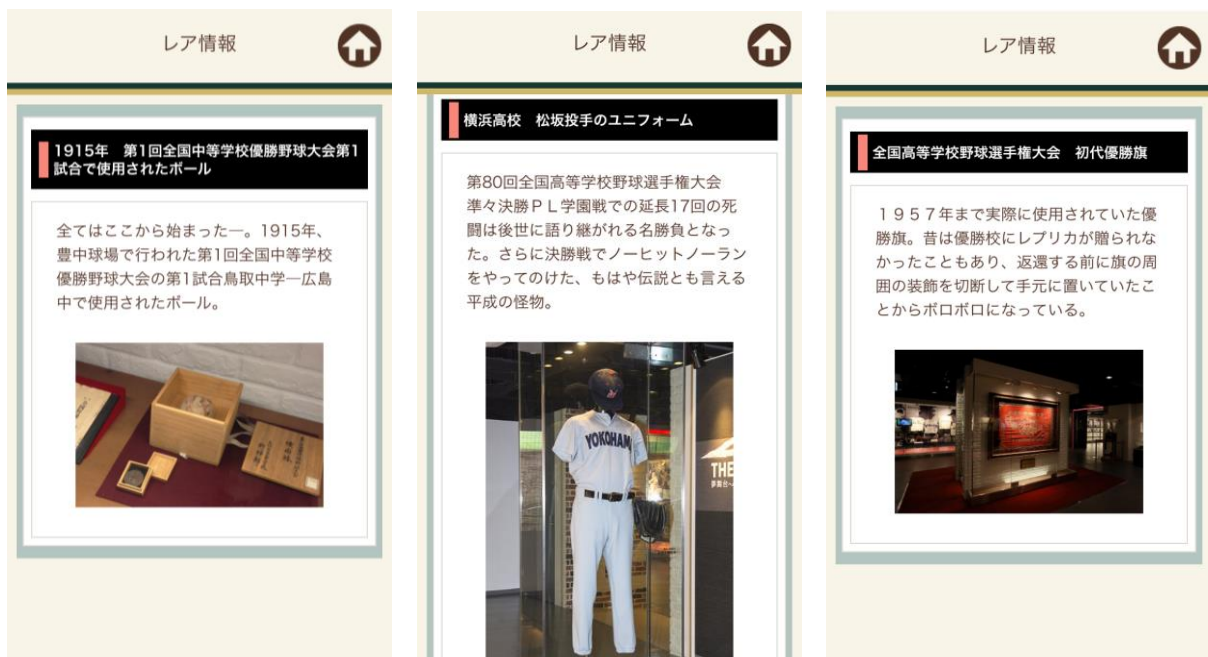 レア情報
1915年　第1回全国中等学校優勝野球大会第1
試合で使用されたボール
全てはここから始まった―。1915年、
豊中球場で行われた第1回全国中等学校
優勝野球大会の第1試合鳥取中学―広島
中で使用されたボール。
レア情報
横浜高校　松坂投手のユニフォーム
第80回全国高等学校野球選手権大会
準々決勝ＰＬ学園戦での延長17回の死
闘は後世に語り継がれる名勝負となっ
た。さらに決勝戦でノーヒットノーラン
をやってのけた、もはや伝説とも言える
平成の怪物。
YOKOHAMA
THE
レア情報
全国高等学校野球選手権大会　初代優勝旗
１９５７年まで実際に使用されていた優
勝旗。昔は優勝校にレプリカが贈られな
かったこともあり、返還する前に旗の周
囲の装飾を切断して手元に置いていたこ
とからボロボロになっている。